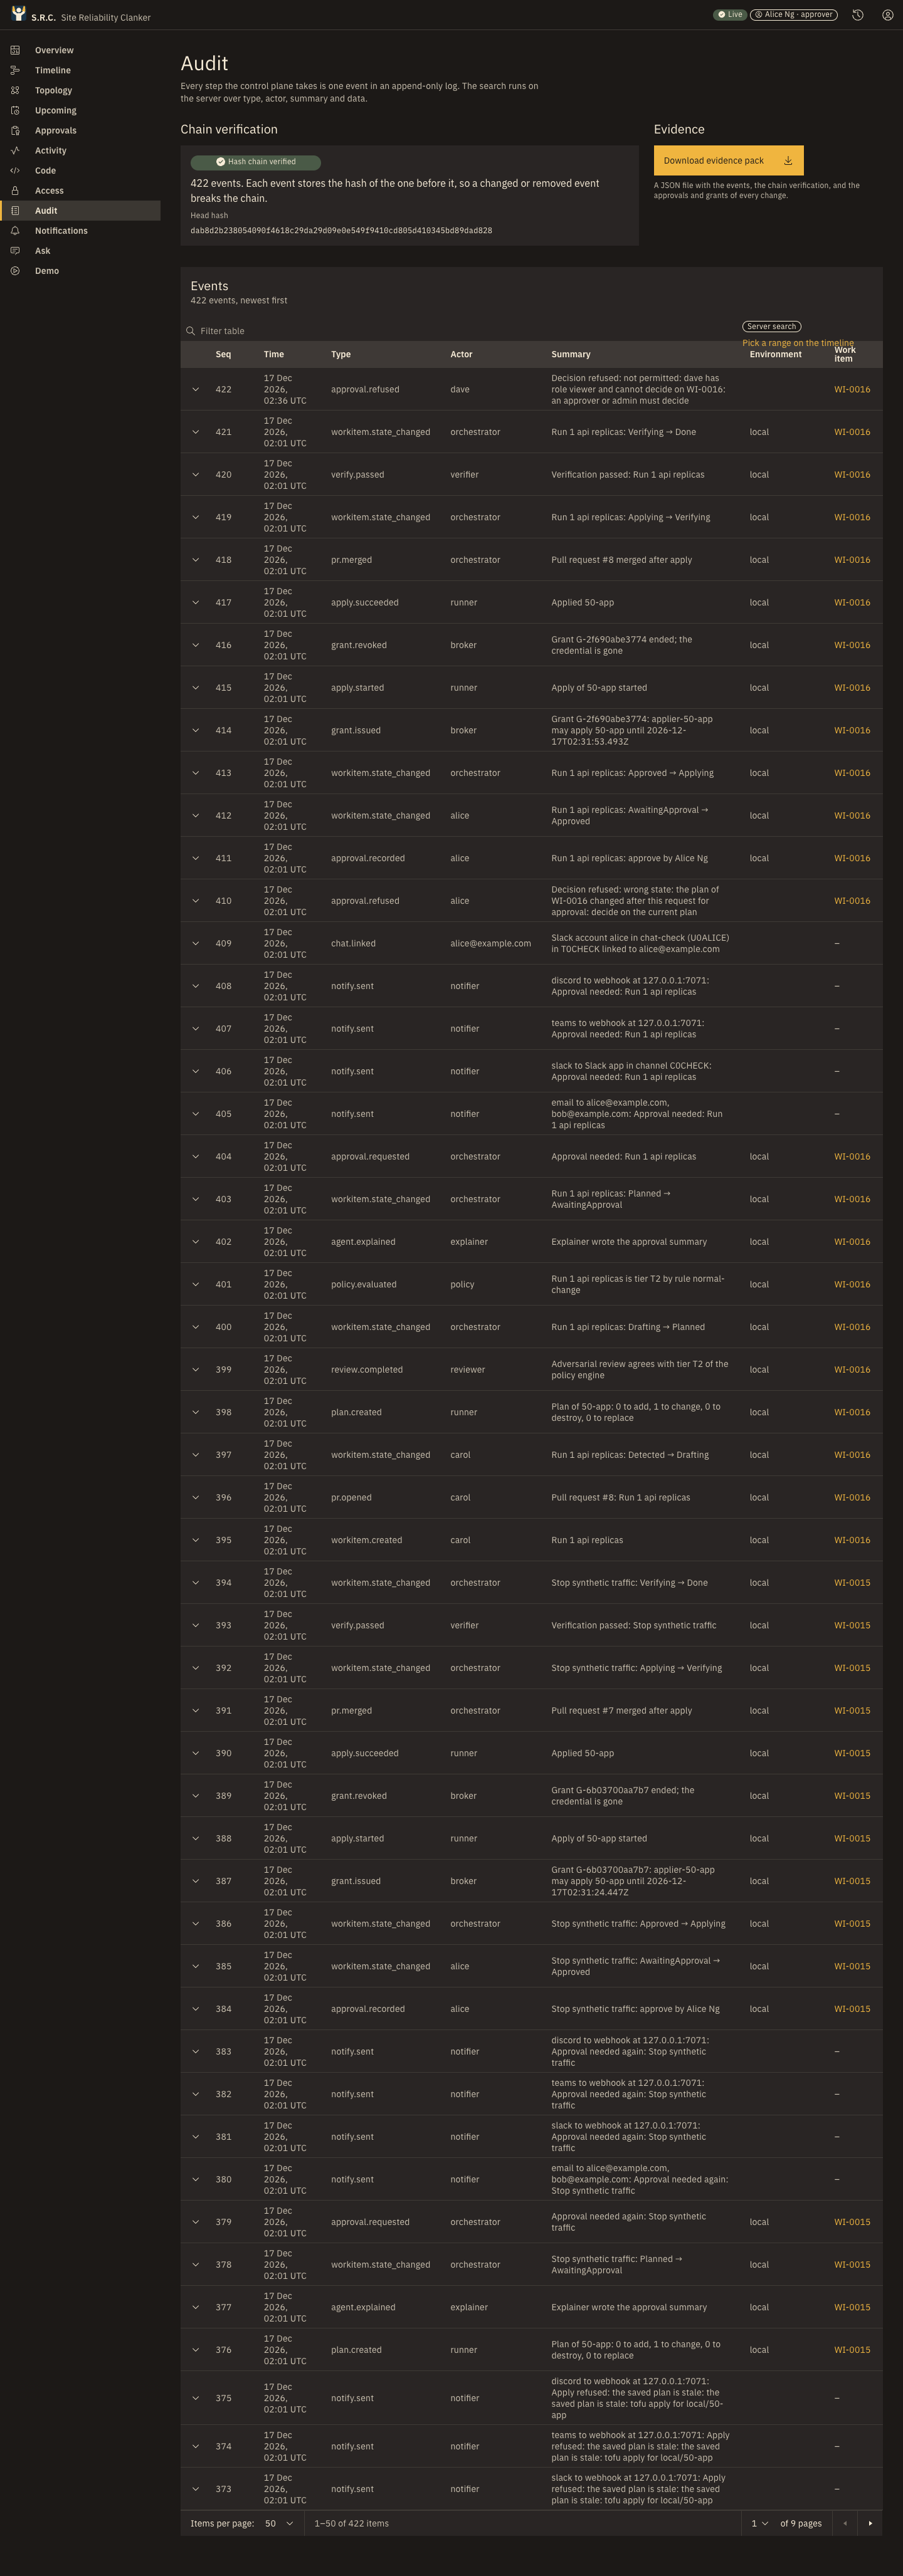 S.R.C. Site Reliability Clanker
Live
Alice Ng · approver
Overview
Timeline
Topology
Upcoming
Approvals
Activity
Code
Access
Audit
Notifications
Ask
Demo
Audit
Every step the control plane takes is one event in an append-only log. The search runs on
the server over type, actor, summary and data.
Chain verification
Hash chain verified
422 events. Each event stores the hash of the one before it, so a changed or removed event
breaks the chain.
Head hash
dab8d2b238054090f4618c29da29d09e0e549f9410cd805d410345bd89dad828
Evidence
Download evidence pack
A JSON file with the events, the chain verification, and the
approvals and grants of every change.
Events
422 events, newest first
Filter table
Server search
Pick a range on the timeline
Seq Time Type Actor Summary Environment Work item
422 17 Dec 2026, 02:36 UTC approval.refused dave Decision refused: not permitted: dave has role viewer and cannot decide on WI-0016: an approver or admin must decide WI-0016
421 17 Dec 2026, 02:01 UTC workitem.state_changed orchestrator Run 1 api replicas: Verifying → Done local WI-0016
420 17 Dec 2026, 02:01 UTC verify.passed verifier Verification passed: Run 1 api replicas local WI-0016
419 17 Dec 2026, 02:01 UTC workitem.state_changed orchestrator Run 1 api replicas: Applying → Verifying local WI-0016
418 17 Dec 2026, 02:01 UTC pr.merged orchestrator Pull request #8 merged after apply local WI-0016
417 17 Dec 2026, 02:01 UTC apply.succeeded runner Applied 50-app local WI-0016
416 17 Dec 2026, 02:01 UTC grant.revoked broker Grant G-2f690abe3774 ended; the credential is gone local WI-0016
415 17 Dec 2026, 02:01 UTC apply.started runner Apply of 50-app started local WI-0016
414 17 Dec 2026, 02:01 UTC grant.issued broker Grant G-2f690abe3774: applier-50-app may apply 50-app until 2026-12-17T02:31:53.493Z local WI-0016
413 17 Dec 2026, 02:01 UTC workitem.state_changed orchestrator Run 1 api replicas: Approved → Applying local WI-0016
412 17 Dec 2026, 02:01 UTC workitem.state_changed alice Run 1 api replicas: AwaitingApproval → Approved local WI-0016
411 17 Dec 2026, 02:01 UTC approval.recorded alice Run 1 api replicas: approve by Alice Ng local WI-0016
410 17 Dec 2026, 02:01 UTC approval.refused alice Decision refused: wrong state: the plan of WI-0016 changed after this request for approval: decide on the current plan local WI-0016
409 17 Dec 2026, 02:01 UTC chat.linked alice@example.com Slack account alice in chat-check (U0ALICE) in T0CHECK linked to alice@example.com –
408 17 Dec 2026, 02:01 UTC notify.sent notifier discord to webhook at 127.0.0.1:7071: Approval needed: Run 1 api replicas –
407 17 Dec 2026, 02:01 UTC notify.sent notifier teams to webhook at 127.0.0.1:7071: Approval needed: Run 1 api replicas –
406 17 Dec 2026, 02:01 UTC notify.sent notifier slack to Slack app in channel C0CHECK: Approval needed: Run 1 api replicas –
405 17 Dec 2026, 02:01 UTC notify.sent notifier email to alice@example.com, bob@example.com: Approval needed: Run 1 api replicas –
404 17 Dec 2026, 02:01 UTC approval.requested orchestrator Approval needed: Run 1 api replicas local WI-0016
403 17 Dec 2026, 02:01 UTC workitem.state_changed orchestrator Run 1 api replicas: Planned → AwaitingApproval local WI-0016
402 17 Dec 2026, 02:01 UTC agent.explained explainer Explainer wrote the approval summary local WI-0016
401 17 Dec 2026, 02:01 UTC policy.evaluated policy Run 1 api replicas is tier T2 by rule normal-change local WI-0016
400 17 Dec 2026, 02:01 UTC workitem.state_changed orchestrator Run 1 api replicas: Drafting → Planned local WI-0016
399 17 Dec 2026, 02:01 UTC review.completed reviewer Adversarial review agrees with tier T2 of the policy engine local WI-0016
398 17 Dec 2026, 02:01 UTC plan.created runner Plan of 50-app: 0 to add, 1 to change, 0 to destroy, 0 to replace local WI-0016
397 17 Dec 2026, 02:01 UTC workitem.state_changed carol Run 1 api replicas: Detected → Drafting local WI-0016
396 17 Dec 2026, 02:01 UTC pr.opened carol Pull request #8: Run 1 api replicas local WI-0016
395 17 Dec 2026, 02:01 UTC workitem.created carol Run 1 api replicas local WI-0016
394 17 Dec 2026, 02:01 UTC workitem.state_changed orchestrator Stop synthetic traffic: Verifying → Done local WI-0015
393 17 Dec 2026, 02:01 UTC verify.passed verifier Verification passed: Stop synthetic traffic local WI-0015
392 17 Dec 2026, 02:01 UTC workitem.state_changed orchestrator Stop synthetic traffic: Applying → Verifying local WI-0015
391 17 Dec 2026, 02:01 UTC pr.merged orchestrator Pull request #7 merged after apply local WI-0015
390 17 Dec 2026, 02:01 UTC apply.succeeded runner Applied 50-app local WI-0015
389 17 Dec 2026, 02:01 UTC grant.revoked broker Grant G-6b03700aa7b7 ended; the credential is gone local WI-0015
388 17 Dec 2026, 02:01 UTC apply.started runner Apply of 50-app started local WI-0015
387 17 Dec 2026, 02:01 UTC grant.issued broker Grant G-6b03700aa7b7: applier-50-app may apply 50-app until 2026-12-17T02:31:24.447Z local WI-0015
386 17 Dec 2026, 02:01 UTC workitem.state_changed orchestrator Stop synthetic traffic: Approved → Applying local WI-0015
385 17 Dec 2026, 02:01 UTC workitem.state_changed alice Stop synthetic traffic: AwaitingApproval → Approved local WI-0015
384 17 Dec 2026, 02:01 UTC approval.recorded alice Stop synthetic traffic: approve by Alice Ng local WI-0015
383 17 Dec 2026, 02:01 UTC notify.sent notifier discord to webhook at 127.0.0.1:7071: Approval needed again: Stop synthetic traffic –
382 17 Dec 2026, 02:01 UTC notify.sent notifier teams to webhook at 127.0.0.1:7071: Approval needed again: Stop synthetic traffic –
381 17 Dec 2026, 02:01 UTC notify.sent notifier slack to webhook at 127.0.0.1:7071: Approval needed again: Stop synthetic traffic –
380 17 Dec 2026, 02:01 UTC notify.sent notifier email to alice@example.com, bob@example.com: Approval needed again: Stop synthetic traffic –
379 17 Dec 2026, 02:01 UTC approval.requested orchestrator Approval needed again: Stop synthetic traffic local WI-0015
378 17 Dec 2026, 02:01 UTC workitem.state_changed orchestrator Stop synthetic traffic: Planned → AwaitingApproval local WI-0015
377 17 Dec 2026, 02:01 UTC agent.explained explainer Explainer wrote the approval summary local WI-0015
376 17 Dec 2026, 02:01 UTC plan.created runner Plan of 50-app: 0 to add, 1 to change, 0 to destroy, 0 to replace local WI-0015
375 17 Dec 2026, 02:01 UTC notify.sent notifier discord to webhook at 127.0.0.1:7071: Apply refused: the saved plan is stale: the saved plan is stale: tofu apply for local/50-app –
374 17 Dec 2026, 02:01 UTC notify.sent notifier teams to webhook at 127.0.0.1:7071: Apply refused: the saved plan is stale: the saved plan is stale: tofu apply for local/50-app –
373 17 Dec 2026, 02:01 UTC notify.sent notifier slack to webhook at 127.0.0.1:7071: Apply refused: the saved plan is stale: the saved plan is stale: tofu apply for local/50-app –
Items per page: 50 1–50 of 422 items 1 of 9 pages